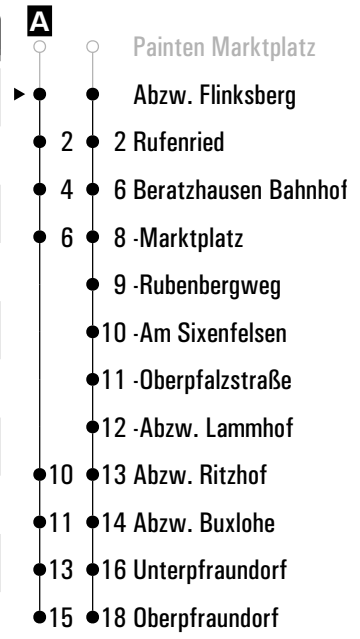 A
Painten Marktplatz
Abzw. Flinksberg
2 2 Rufenried
4 6 Beratzhausen Bahnhof
6 8 -Marktplatz
9 -Rubenbergweg
10 -Am Sixenfelsen
11 -Oberpfalzstraße
12 -Abzw. Lammhof
10 13 Abzw. Ritzhof
11 14 Abzw. Buxlohe
13 16 Unterpfraundorf
15 18 Oberpfraundorf